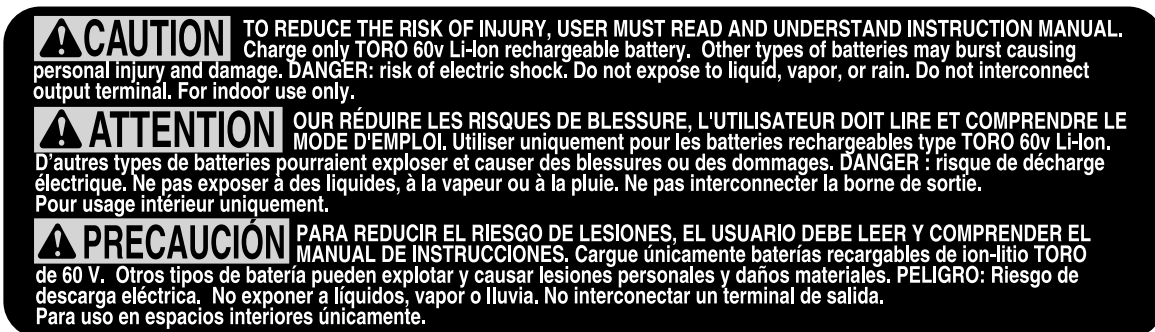 CAUTION TO REDUCE THE RISK OF INJURY, USER MUST READ AND UNDERSTAND INSTRUCTION MANUAL.
Charge only TORO 60v Li-Ion rechargeable battery. Other types of batteries may burst causing
personal injury and damage. DANGER: risk of electric shock. Do not expose to liquid, vapor, or rain. Do not interconnect
output terminal. For indoor use only.
ATTENTION OUR RÉDUIRE LES RISQUES DE BLESSURE, L'UTILISATEUR DOIT LIRE ET COMPRENDRE LE
MODE D'EMPLOI. Utiliser uniquement pour les batteries rechargeables type TORO 60v Li-Ion.
D'autres types de batteries pourraient exploser et causer des blessures ou des dommages. DANGER : risque de décharge
électrique. Ne pas exposer à des liquides, à la vapeur ou à la pluie. Ne pas interconnecter la borne de sortie.
Pour usage intérieur uniquement.
PRECAUCIÓN PARA REDUCIR EL RIESGO DE LESIONES, EL USUARIO DEBE LEER Y COMPRENDER EL
MANUAL DE INSTRUCCIONES. Cargue únicamente baterías recargables de ion-litio TORO
de 60 V. Otros tipos de batería pueden explotar y causar lesiones personales y daños materiales. PELIGRO: Riesgo de
descarga eléctrica. No exponer a líquidos, vapor o lluvia. No interconectar un terminal de salida.
Para uso en espacios interiores únicamente.